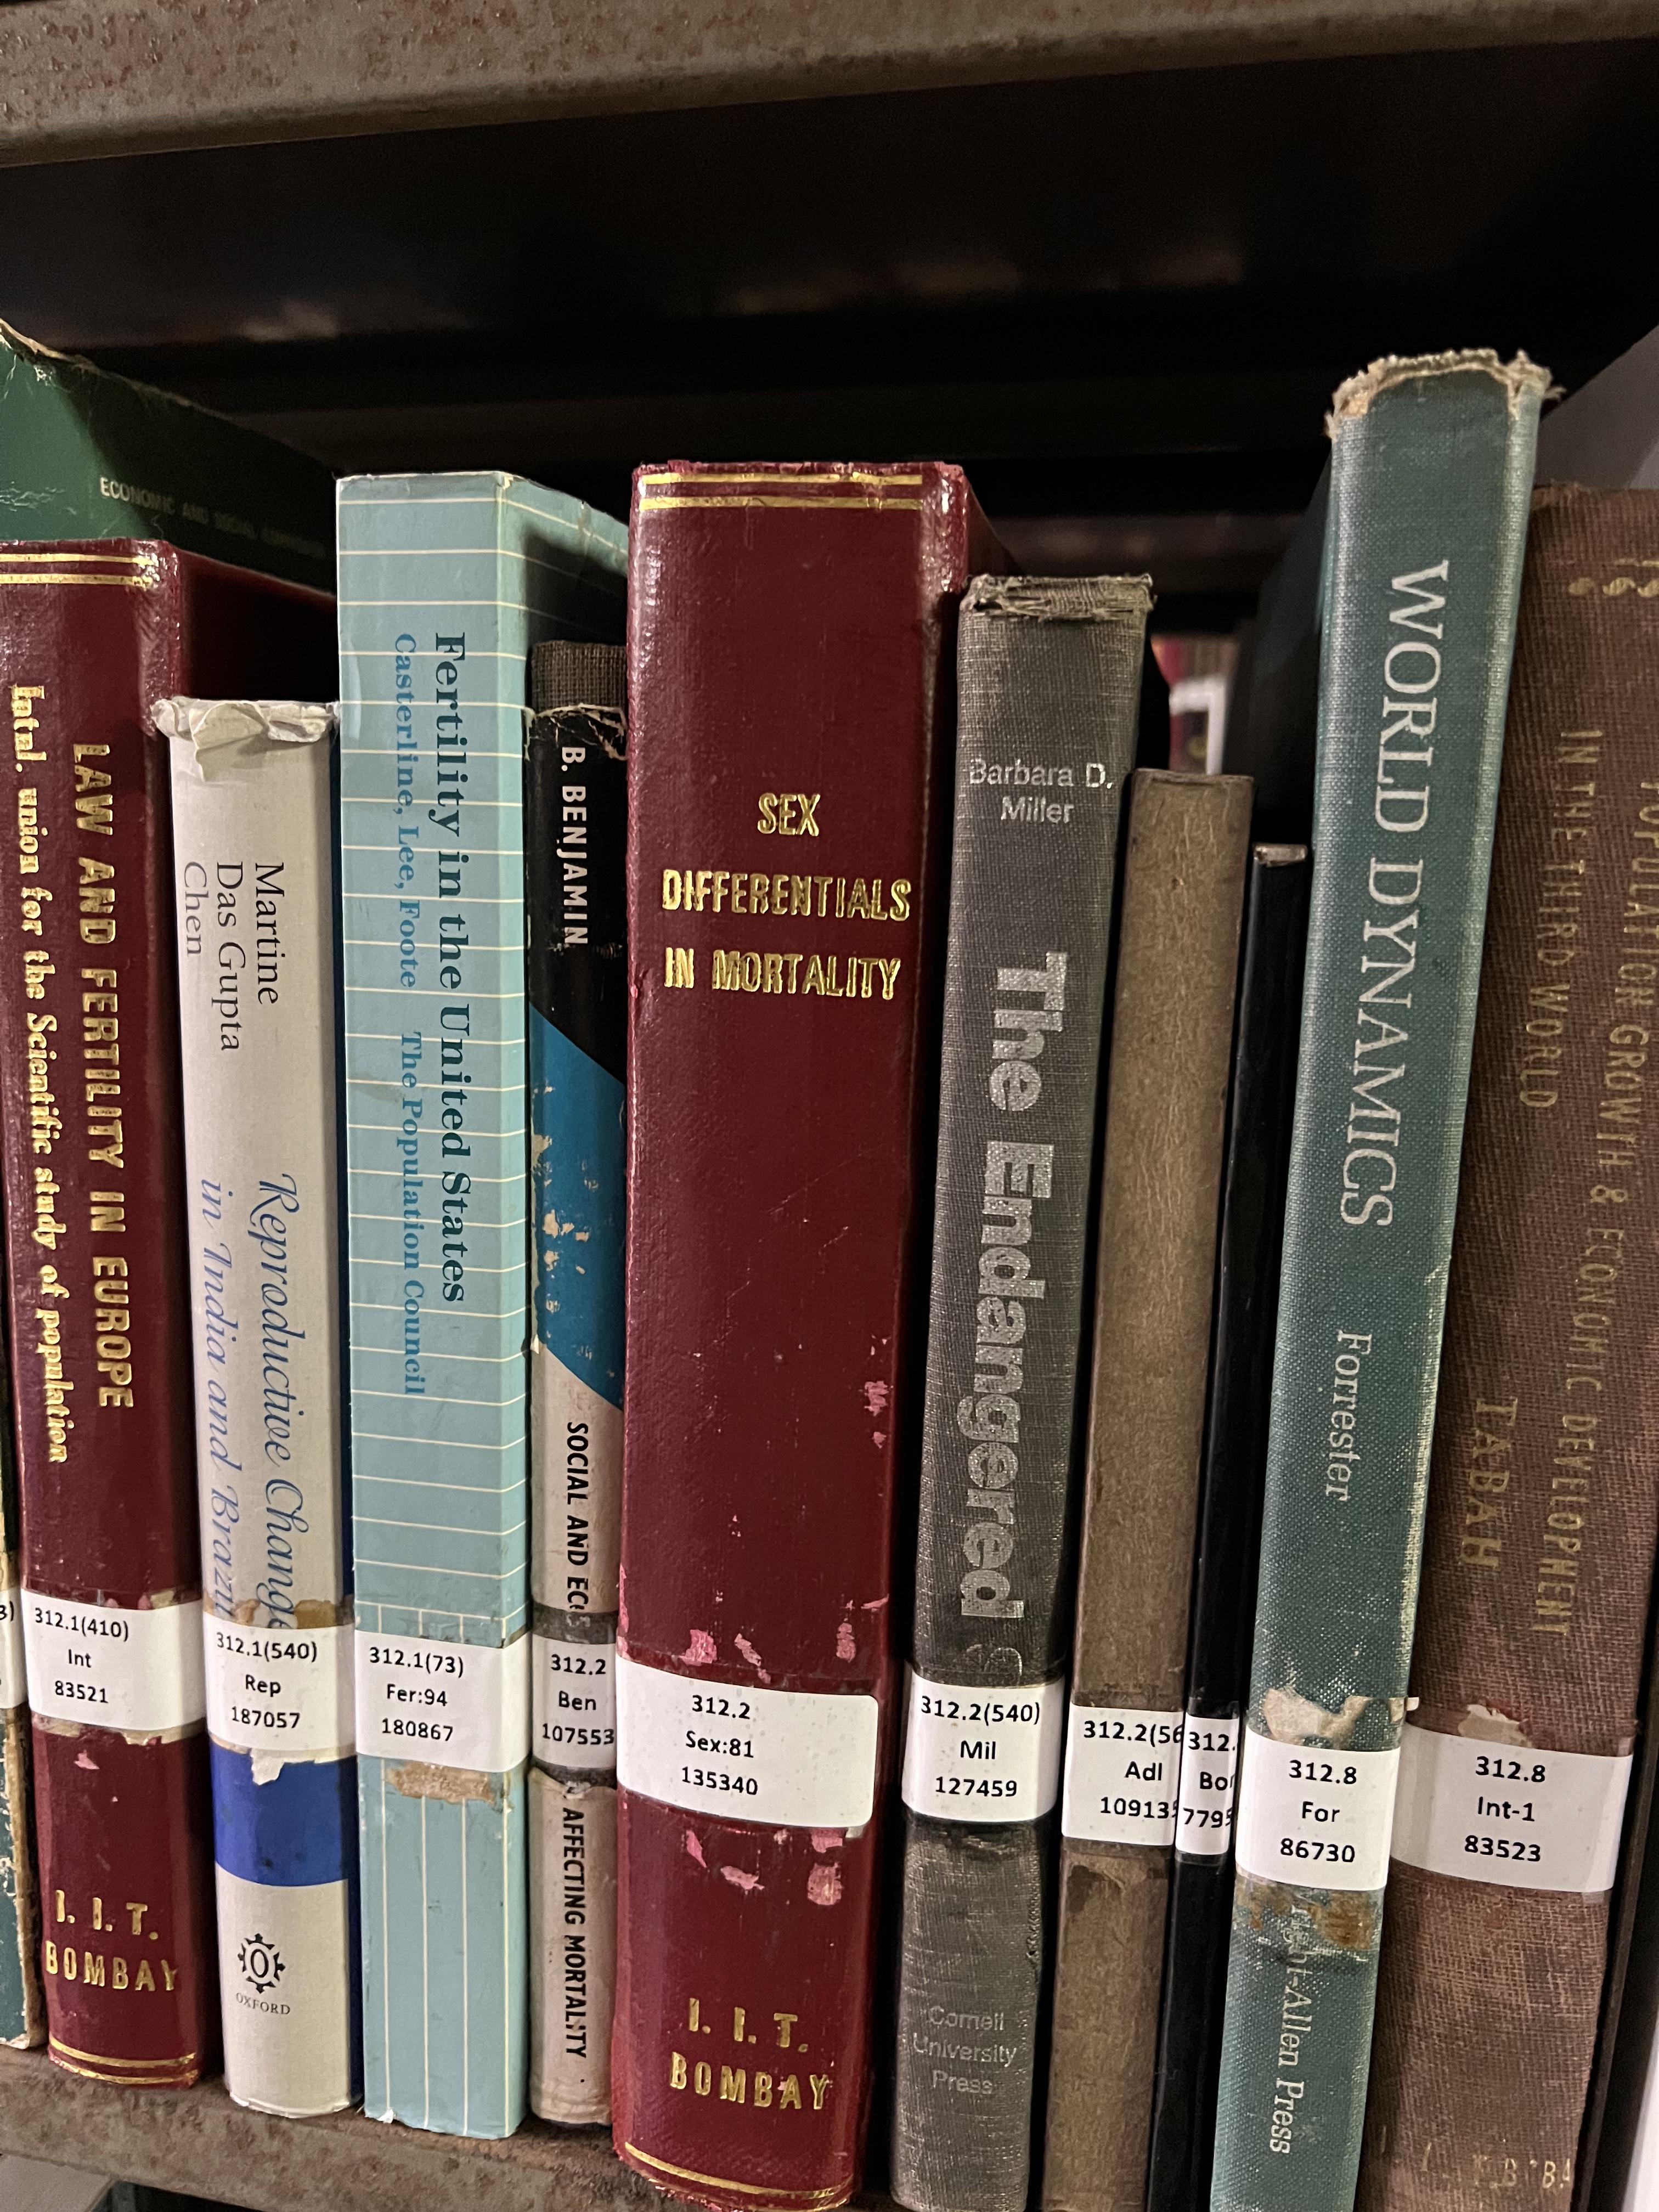 ECONOMIC AND SOCIAL
LAW AND FERTILITY IN EUROPE
Intnl. union for the Scientific study of population
3)
312.1(410)
Int
83521
I. I. T.
BOMBAY
Martine
Das Gupta
Chen
Reproductive Change
in India and Brazil
312.1(540)
Rep
187057
OXFORD
Fertility in the United States
Casterline, Lee, Foote The Population Council
312.1(73)
Fer:94
180867
B. BENJAMIN
SOCIAL AND EC
312.2
Ben
107553
AFFECTING MORTALITY
SEX
DIFFERENTIALS
IN MORTALITY
312.2
Sex:81
135340
I. I. T.
BOMBAY
Barbara D.
Miller
The Endangered S
312.2(540)
Mil
127459
Cornell
University
Press
312.2(56
Adl
10913
312.
Bo
779
WORLD DYNAMICS
Forrester
312.8
For
86730
Wright-Allen Press
POPULATION GROWTH & ECONOMIC DEVELOPMENT
IN THE THIRD WORLD
TABAH
312.8
Int-1
83523